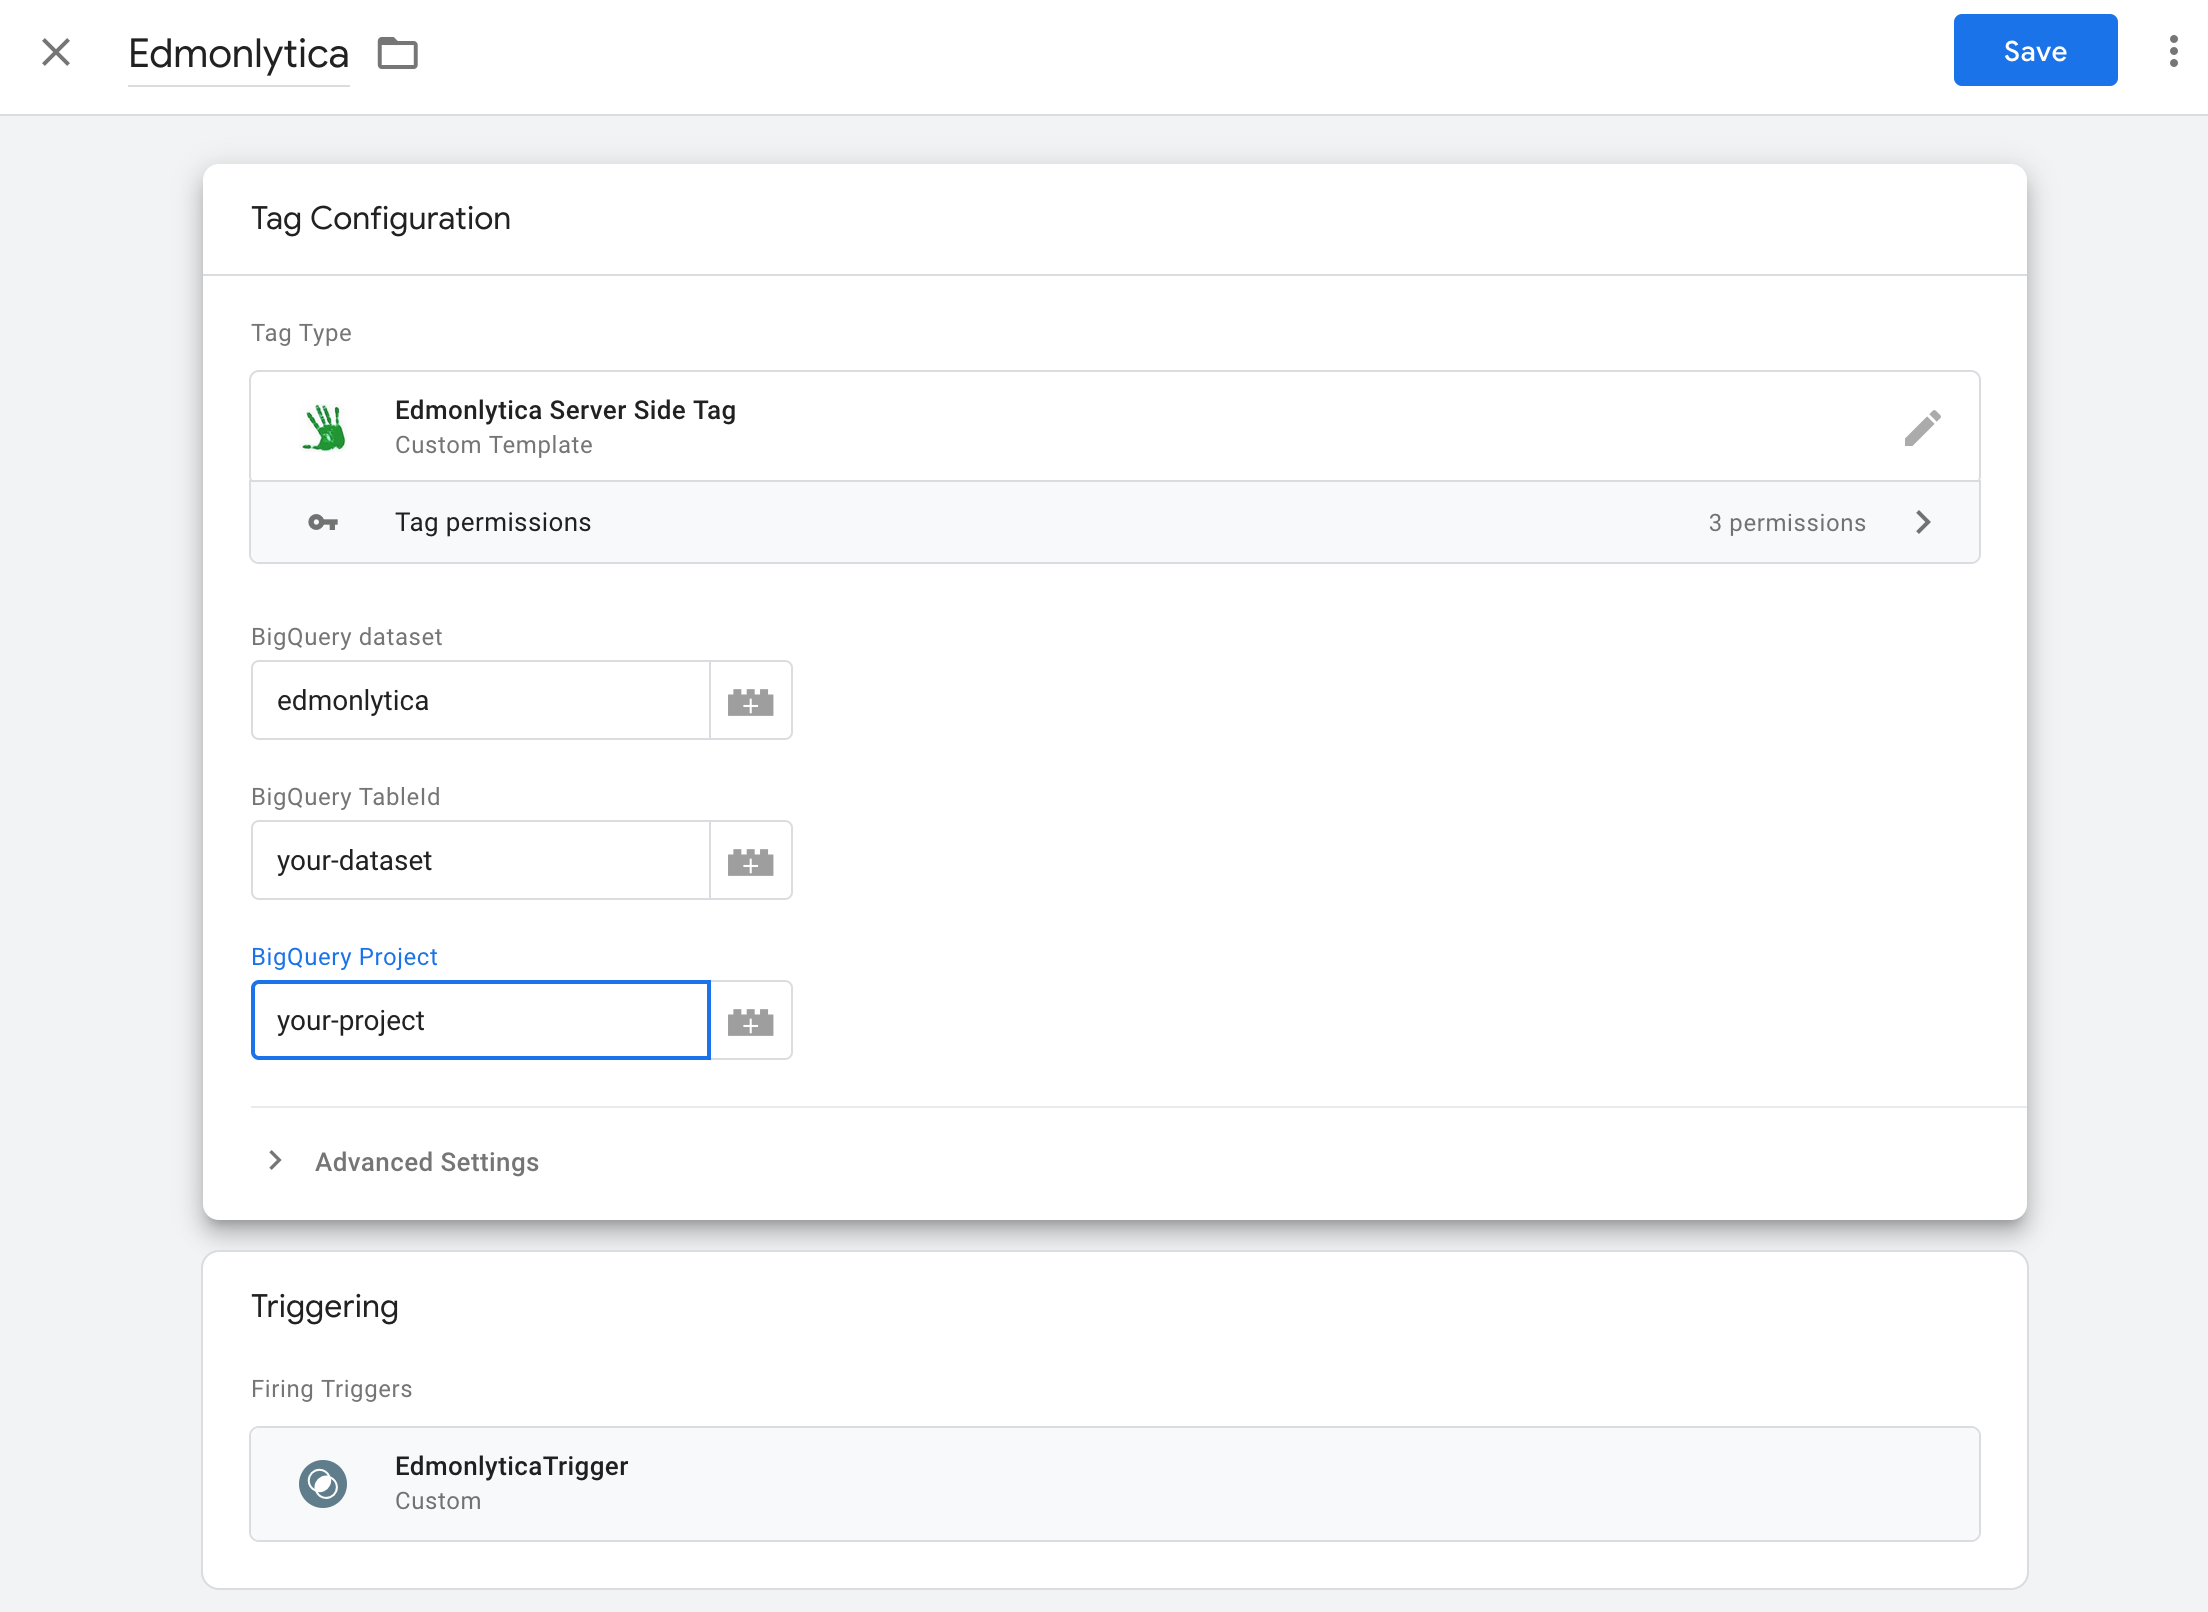 Edmonlytica
Save
Tag Configuration
Tag Type
Edmonlytica Server Side Tag
Custom Template
Tag permissions
3 permissions
BigQuery dataset
edmonlytica
BigQuery TableId
your-dataset
BigQuery Project
your-project
Advanced Settings
Triggering
Firing Triggers
EdmonlyticaTrigger
Custom